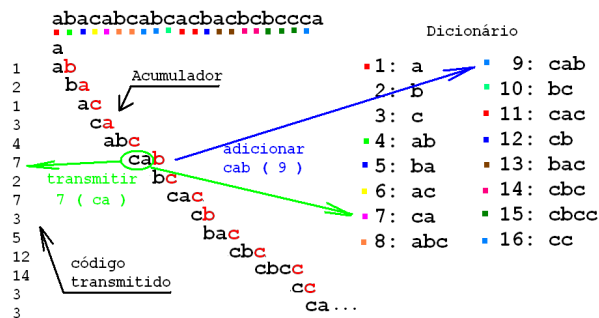 abacabcabcacbacbcbccca
a
1 ab
2 ba
1 ac
3 ca
4 abc
7 cab
2 bc
7 cac
3 cb
5 bac
12 cbc
14 cbcc
3 cc
3 ca...
Acumulador
adicionar
cab ( 9 )
transmitir
7 ( ca )
código
transmitido
Dicionário
1: a
2: b
3: c
4: ab
5: ba
6: ac
7: ca
8: abc
9: cab
10: bc
11: cac
12: cb
13: bac
14: cbc
15: cbcc
16: cc